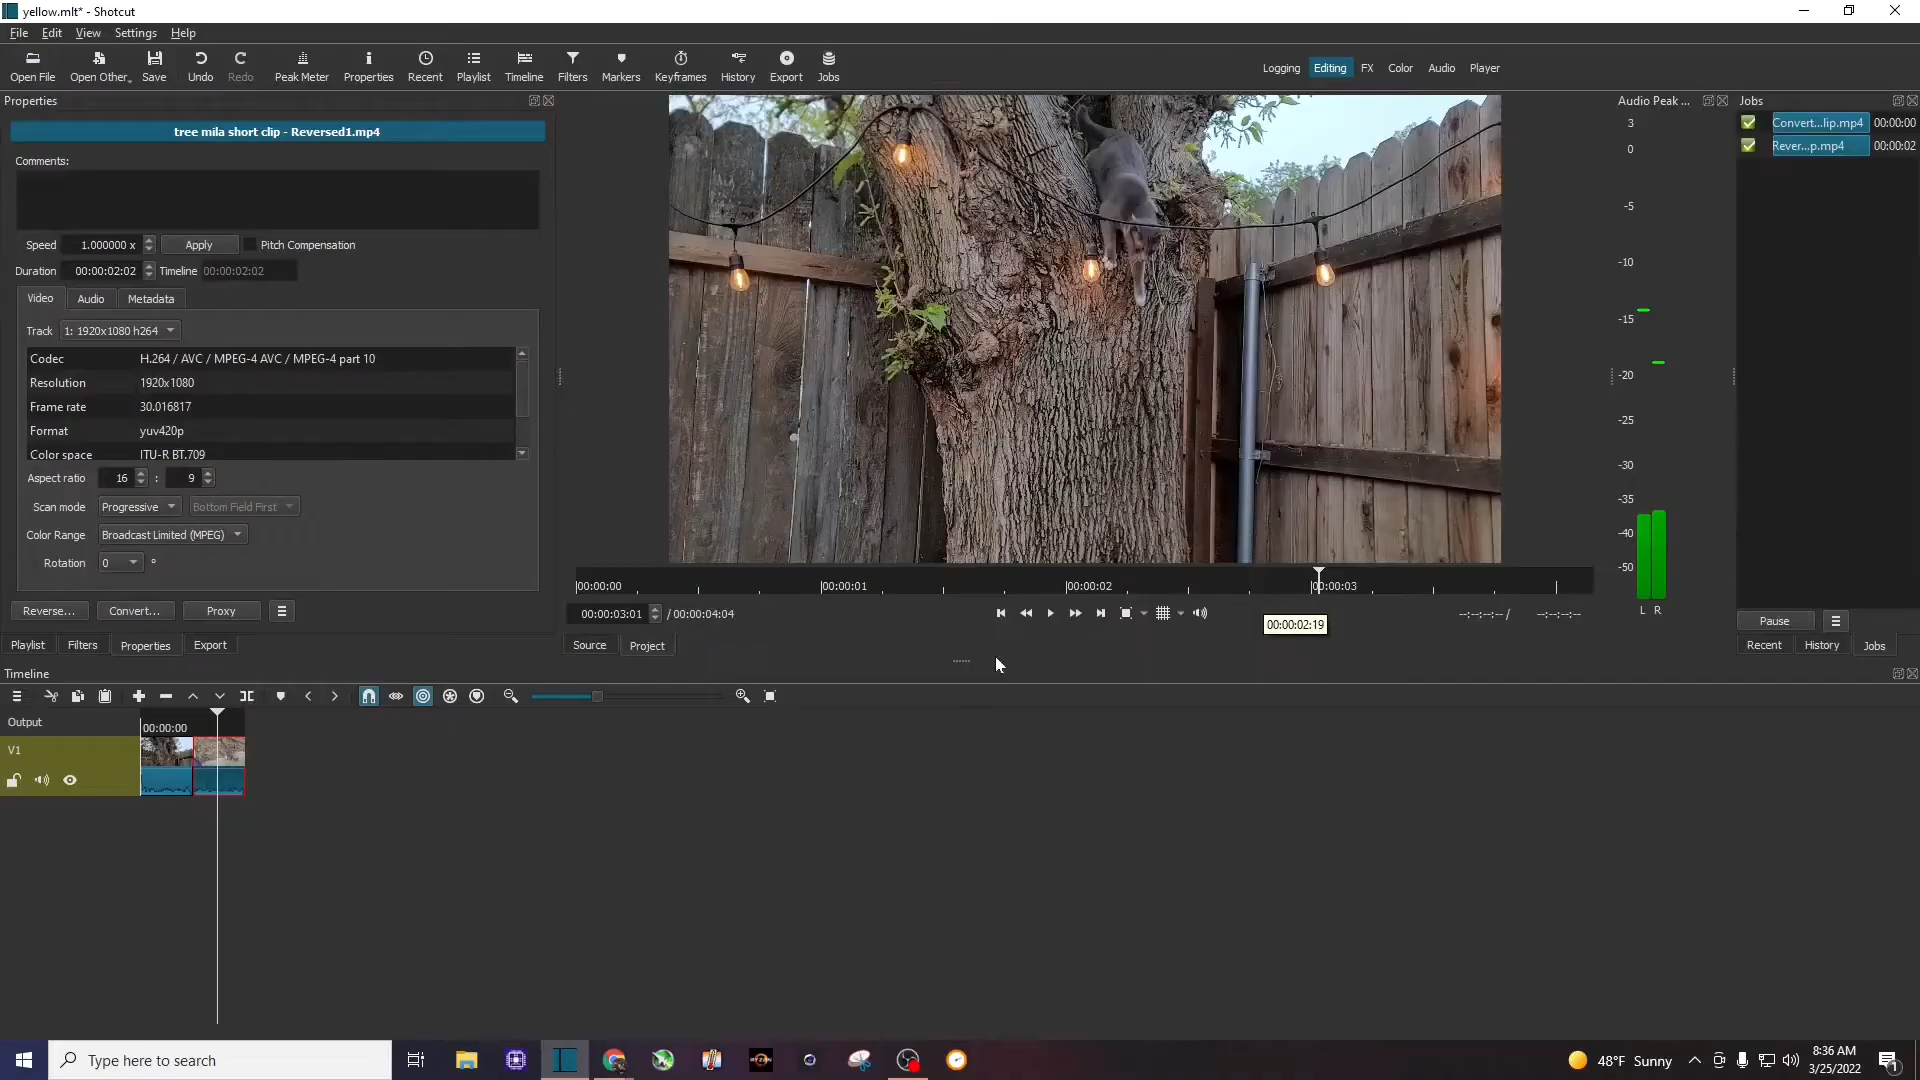 yellow.mlt* - Shotcut
File Edit View Settings Help
Open File Open Other... Save Undo Redo Peak Meter Properties Recent Playlist Timeline Filters Markers Keyframes History Export Jobs
Logging Editing FX Color Audio Player
Properties
tree mila short clip - Reversed1.mp4
Comments:
Speed 1.000000 x Apply Pitch Compensation
Duration 00:00:02:02 Timeline 00:00:02:02
Video Audio Metadata
Track 1: 1920x1080 h264
Codec H.264 / AVC / MPEG-4 AVC / MPEG-4 part 10
Resolution 1920x1080
Frame rate 30.016817
Format yuv420p
Color space ITU-R BT.709
Aspect ratio 16 : 9
Scan mode Progressive Bottom Field First
Color Range Broadcast Limited (MPEG)
Rotation 0 °
Reverse... Convert... Proxy
Playlist Filters Properties Export
00:00:00 00:00:01 00:00:02 00:00:03
00:00:03:01 / 00:00:04:04
00:00:02:19
--:--:--:-- / --:--:--:--
Source Project
Audio Peak ...
3
0
-5
-10
-15
-20
-25
-30
-35
-40
-50
L R
Jobs
Convert...lip.mp4 00:00:00
Rever...p.mp4 00:00:02
Pause
Recent History Jobs
Timeline
Output 00:00:00
V1
Type here to search
RYZEN
48°F Sunny
8:36 AM
3/25/2022
1